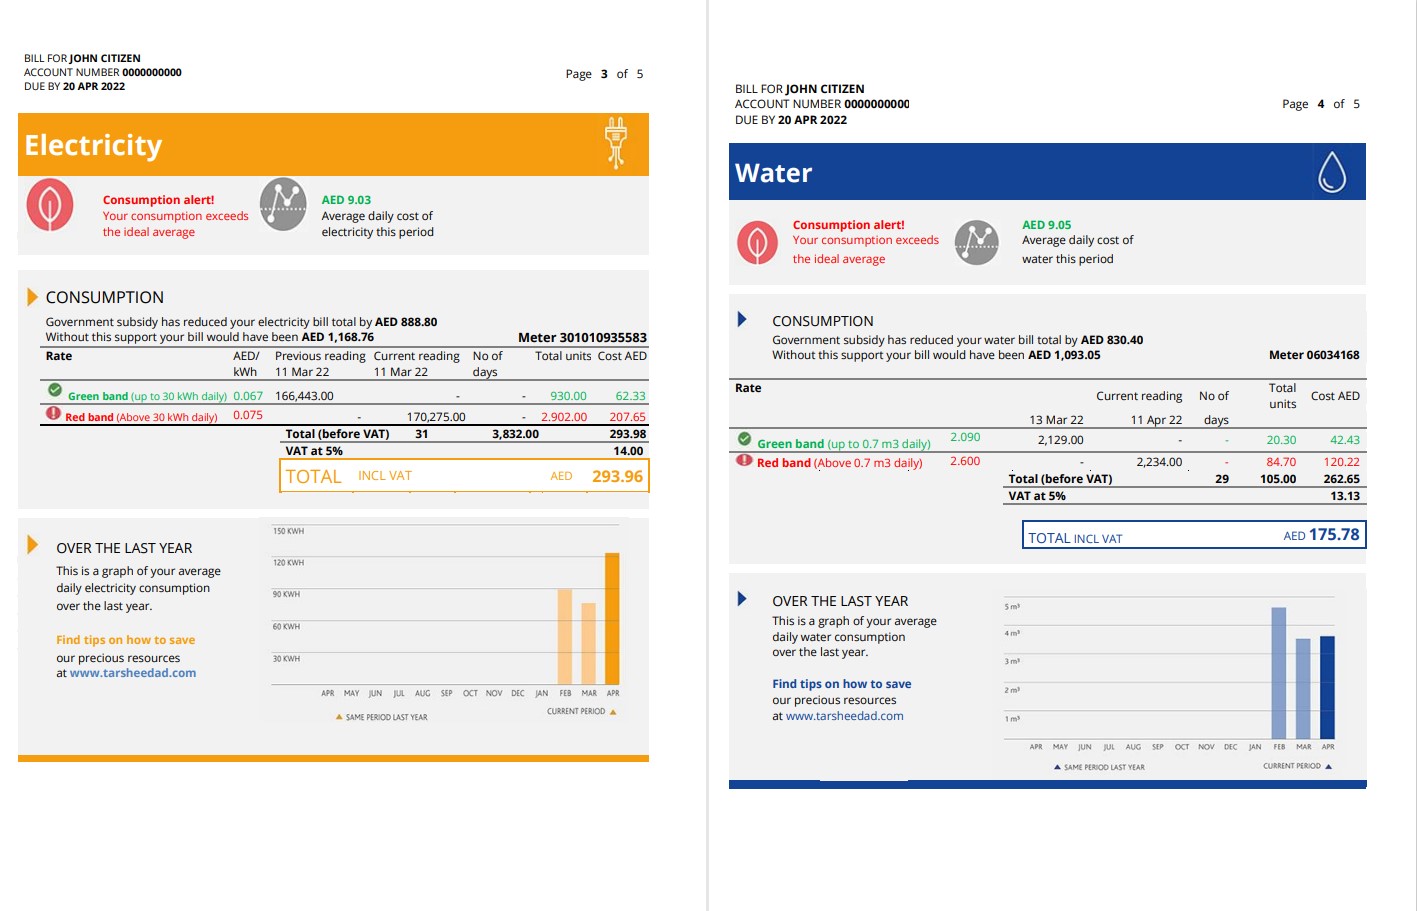 BILL FOR JOHN CITIZEN
ACCOUNT NUMBER 0000000000
DUE BY 20 APR 2022
Page 3 of 5
Electricity
Consumption alert!
Your consumption exceeds
the ideal average
AED 9.03
Average daily cost of
electricity this period
CONSUMPTION
Government subsidy has reduced your electricity bill total by AED 888.80
Without this support your bill would have been AED 1,168.76
Meter 301010935583
Rate AED/ Previous reading Current reading No of Total units Cost AED
kWh 11 Mar 22 11 Mar 22 days
Green band (up to 30 kWh daily) 0.067 166,443.00 - - 930.00 62.33
Red band (Above 30 kWh daily) 0.075 - 170,275.00 - 2.902.00 207.65
Total (before VAT) 31 3,832.00 293.98
VAT at 5% 14.00
TOTAL INCL VAT AED 293.96
OVER THE LAST YEAR
This is a graph of your average
daily electricity consumption
over the last year.
Find tips on how to save
our precious resources
at www.tarsheedad.com
150 KWH
120 KWH
90 KWH
60 KWH
30 KWH
APR MAY JUN JUL AUG SEP OCT NOV DEC JAN FEB MAR APR
SAME PERIOD LAST YEAR
CURRENT PERIOD
BILL FOR JOHN CITIZEN
ACCOUNT NUMBER 0000000000
DUE BY 20 APR 2022
Page 4 of 5
Water
Consumption alert!
Your consumption exceeds
the ideal average
AED 9.05
Average daily cost of
water this period
CONSUMPTION
Government subsidy has reduced your water bill total by AED 830.40
Without this support your bill would have been AED 1,093.05
Meter 06034168
Rate Current reading No of Total units Cost AED
13 Mar 22 11 Apr 22 days
Green band (up to 0.7 m3 daily) 2.090 2,129.00 - - 20.30 42.43
Red band (Above 0.7 m3 daily) 2.600 - 2,234.00 - 84.70 120.22
Total (before VAT) 29 105.00 262.65
VAT at 5% 13.13
TOTAL INCL VAT AED 175.78
OVER THE LAST YEAR
This is a graph of your average
daily water consumption
over the last year.
Find tips on how to save
our precious resources
at www.tarsheedad.com
5 m³
4 m³
3 m³
2 m³
1 m³
APR MAY JUN JUL AUG SEP OCT NOV DEC JAN FEB MAR APR
SAME PERIOD LAST YEAR
CURRENT PERIOD